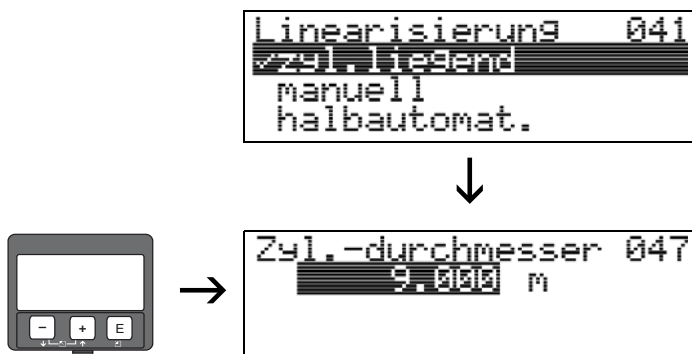 Linearisierung 041
✓zyl.liegend
manuell
halbautomat.
Zyl.-durchmesser 047
9.000 m
- + E